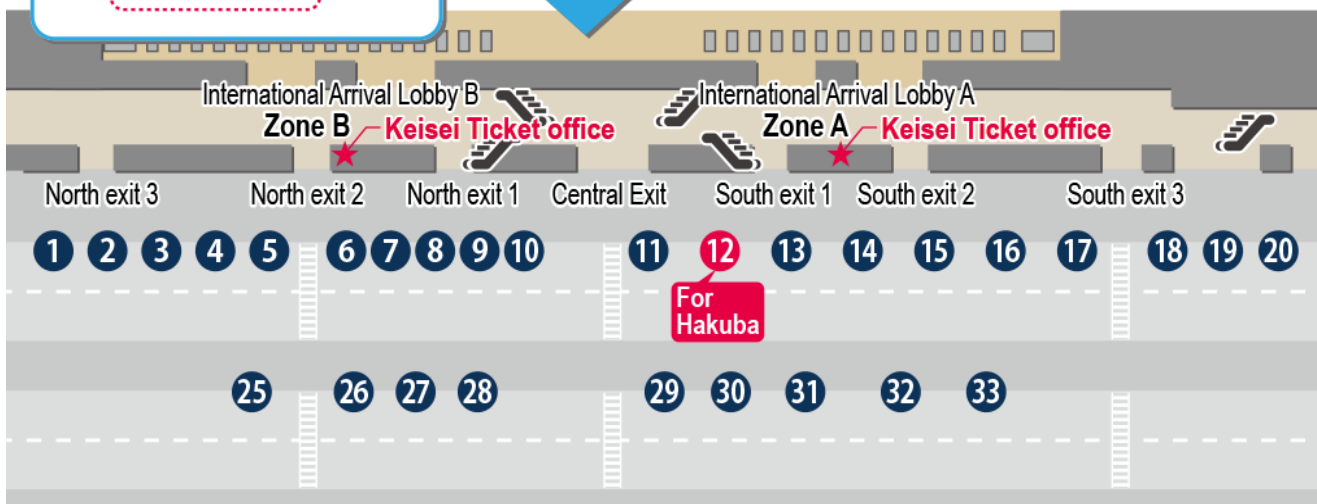 International Arrival Lobby B
International Arrival Lobby A
Zone B
Keisei Ticket office
Zone A
Keisei Ticket office
North exit 3
North exit 2
North exit 1
Central Exit
South exit 1
South exit 2
South exit 3
1 2 3 4 5 6 7 8 9 10 11 12 13 14 15 16 17 18 19 20
For
Hakuba
25 26 27 28 29 30 31 32 33